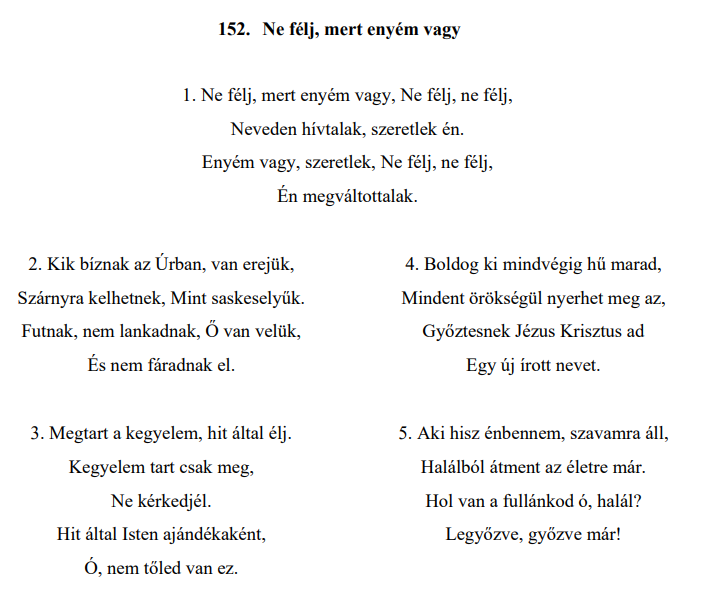 152. Ne félj, mert enyém vagy
1. Ne félj, mert enyém vagy, Ne félj, ne félj,
Neveden hívtalak, szeretlek én.
Enyém vagy, szeretlek, Ne félj, ne félj,
Én megváltottalak.
2. Kik bíznak az Úrban, van erejük,
Szárnyra kelhetnek, Mint saskeselyűk.
Futnak, nem lankadnak, Ő van velük,
És nem fáradnak el.
3. Megtart a kegyelem, hit által élj.
Kegyelem tart csak meg,
Ne kérkedjél.
Hit által Isten ajándékaként,
Ó, nem tőled van ez.
4. Boldog ki mindvégig hű marad,
Mindent örökségül nyerhet meg az,
Győztesnek Jézus Krisztus ad
Egy új írott nevet.
5. Aki hisz énbennem, szavamra áll,
Halálból átment az életre már.
Hol van a fullánkod ó, halál?
Legyőzve, győzve már!